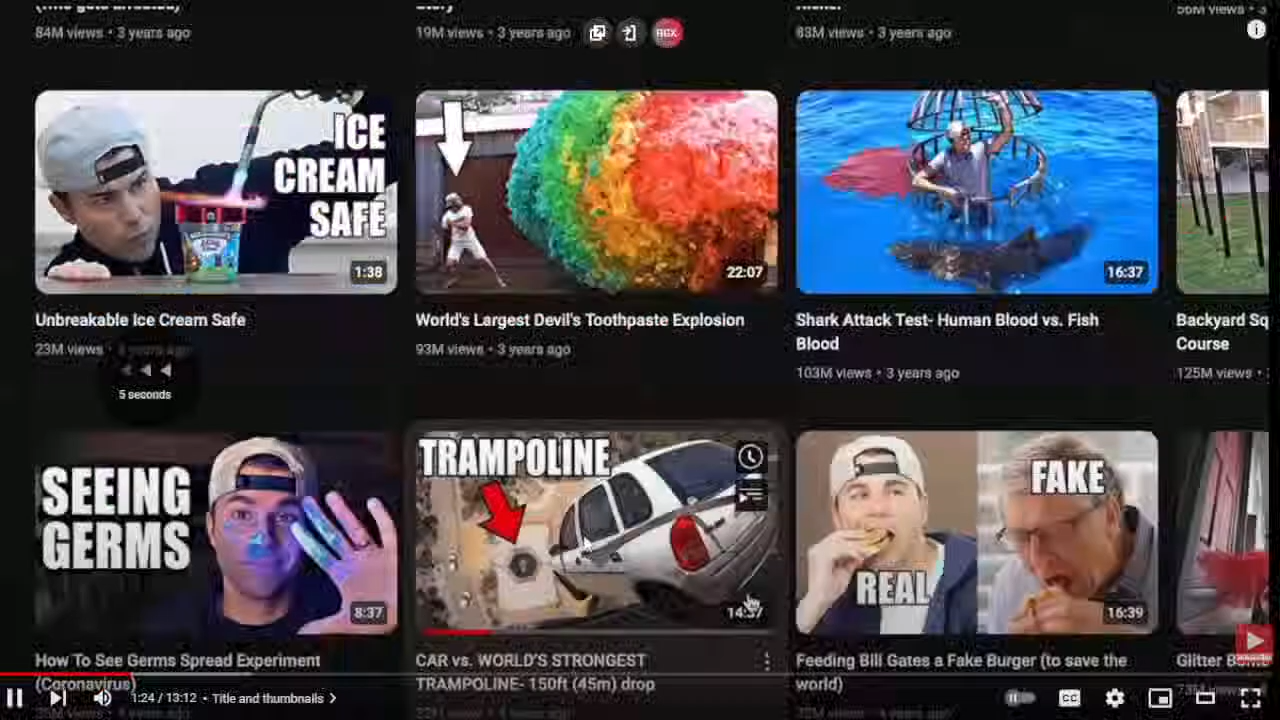 84M views • 3 years ago
19M views • 3 years ago
83M views • 3 years ago
ICE
CREAM
SAFE
1:38
22:07
16:37
Unbreakable Ice Cream Safe
World's Largest Devil's Toothpaste Explosion
Shark Attack Test- Human Blood vs. Fish
Blood
Backyard Sq
Course
23M views •
93M views • 3 years ago
103M views • 3 years ago
125M views •
5 seconds
SEEING
GERMS
8:37
TRAMPOLINE
14:37
REAL
FAKE
16:39
How To See Germs Spread Experiment
(Coronavirus)
CAR vs. WORLD'S STRONGEST
TRAMPOLINE- 150ft (45m) drop
Feeding Bill Gates a Fake Burger (to save the
world)
Glitter
1:24 / 13:12 • Title and thumbnails
CC